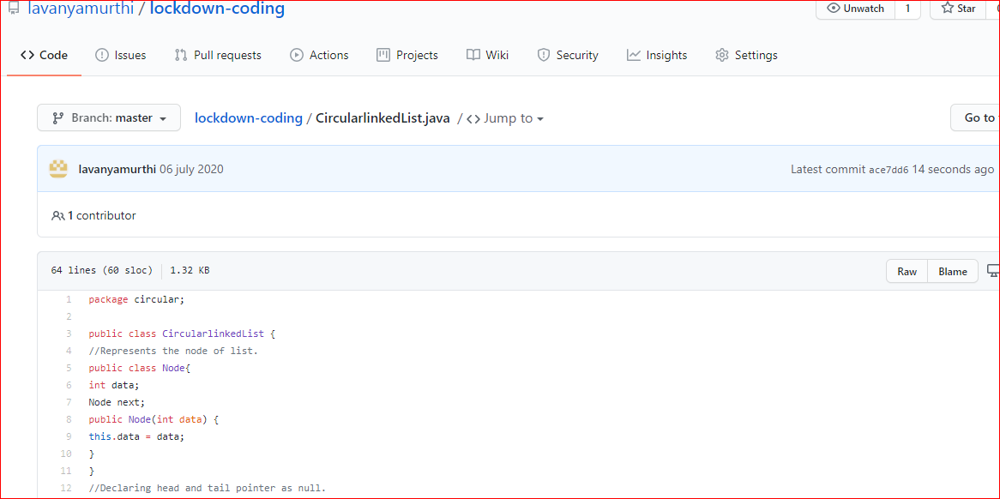 lavanyamurthi / lockdown-coding
Unwatch 1 Star
Code Issues Pull requests Actions Projects Wiki Security Insights Settings
Branch: master lockdown-coding / CircularlinkedList.java / <> Jump to Go to
lavanyamurthi 06 july 2020 Latest commit ace7dd6 14 seconds ago
1 contributor
64 lines (60 sloc) 1.32 KB Raw Blame
1 package circular;
2
3 public class CircularlinkedList {
4 //Represents the node of list.
5 public class Node{
6 int data;
7 Node next;
8 public Node(int data) {
9 this.data = data;
10 }
11 }
12 //Declaring head and tail pointer as null.